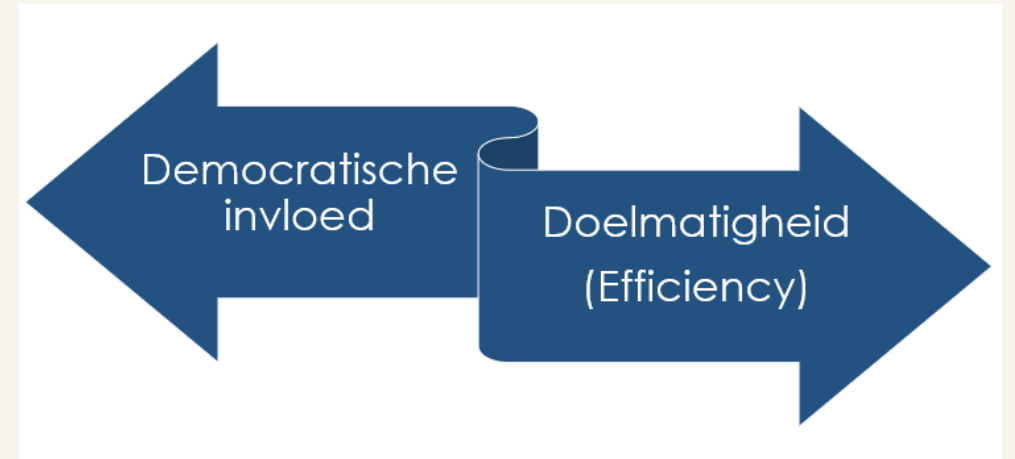 Democratische
invloed
Doelmatigheid
(Efficiency)